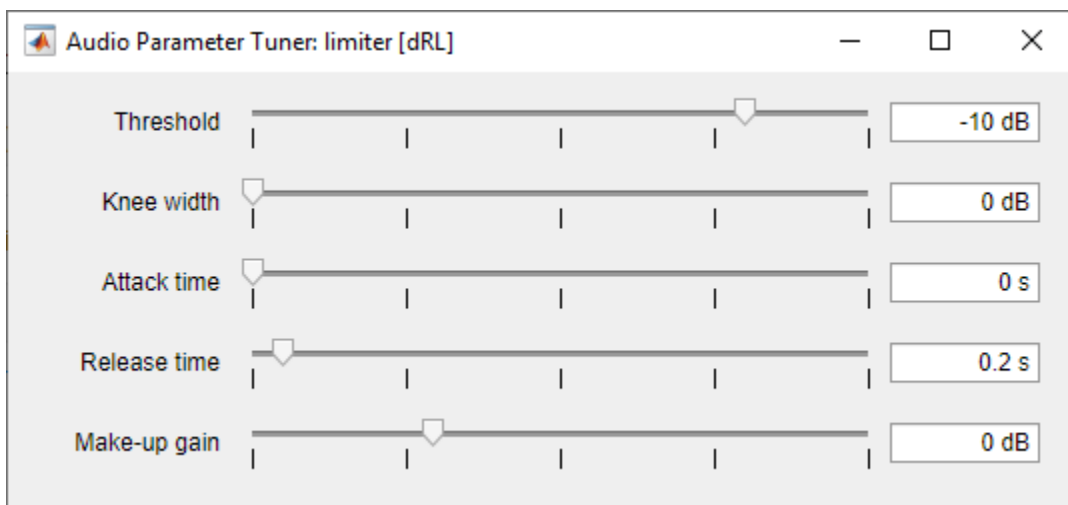 Audio Parameter Tuner: limiter [dRL]
Threshold -10 dB
Knee width 0 dB
Attack time 0 s
Release time 0.2 s
Make-up gain 0 dB